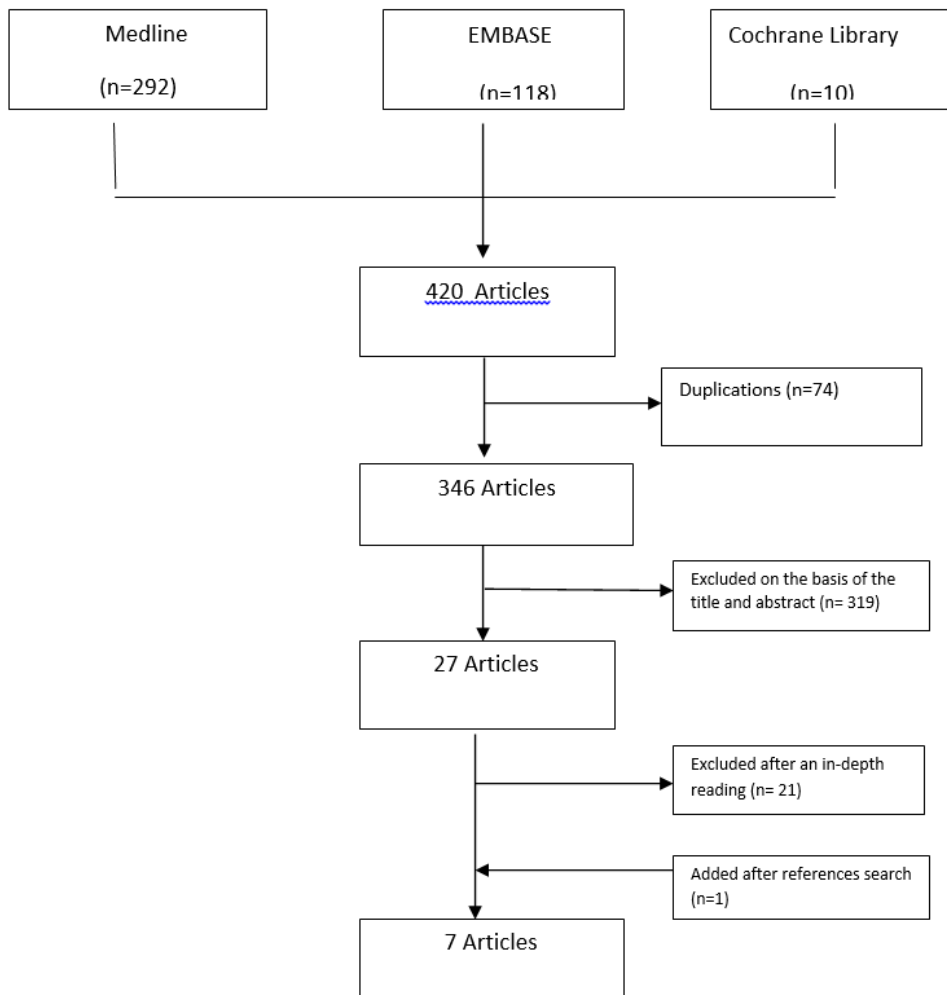 Medline
(n=292)
EMBASE
(n=118)
Cochrane Library
(n=10)
420 Articles
Duplications (n=74)
346 Articles
Excluded on the basis of the
title and abstract (n= 319)
27 Articles
Excluded after an in-depth
reading (n= 21)
Added after references search
(n=1)
7 Articles